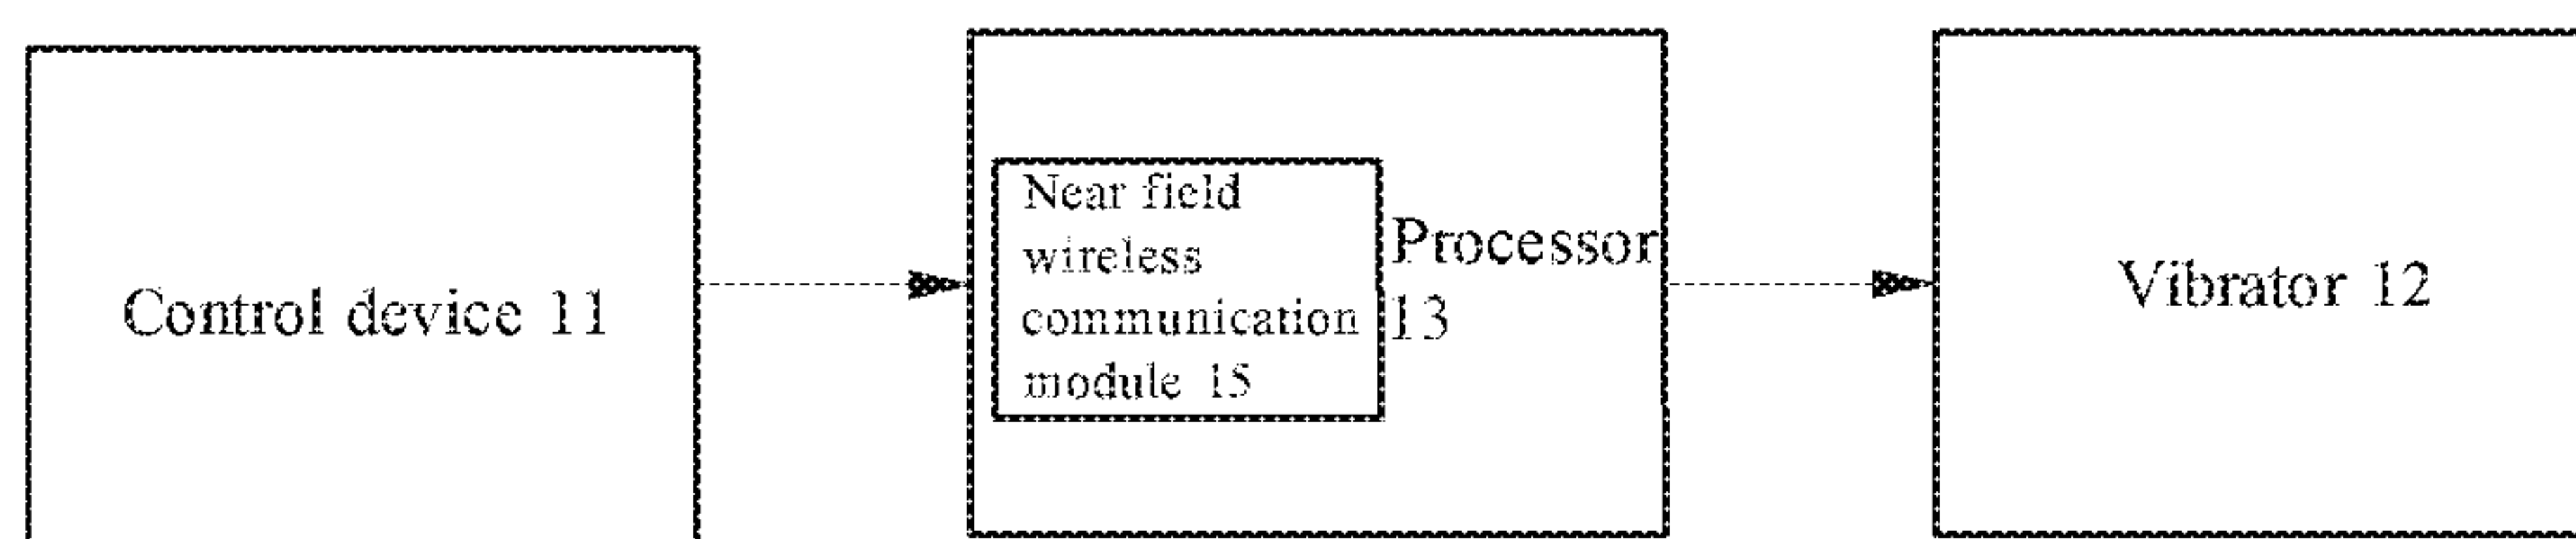 Control device 11
Near field
wireless
communication
module 15
Processor
13
Vibrator 12